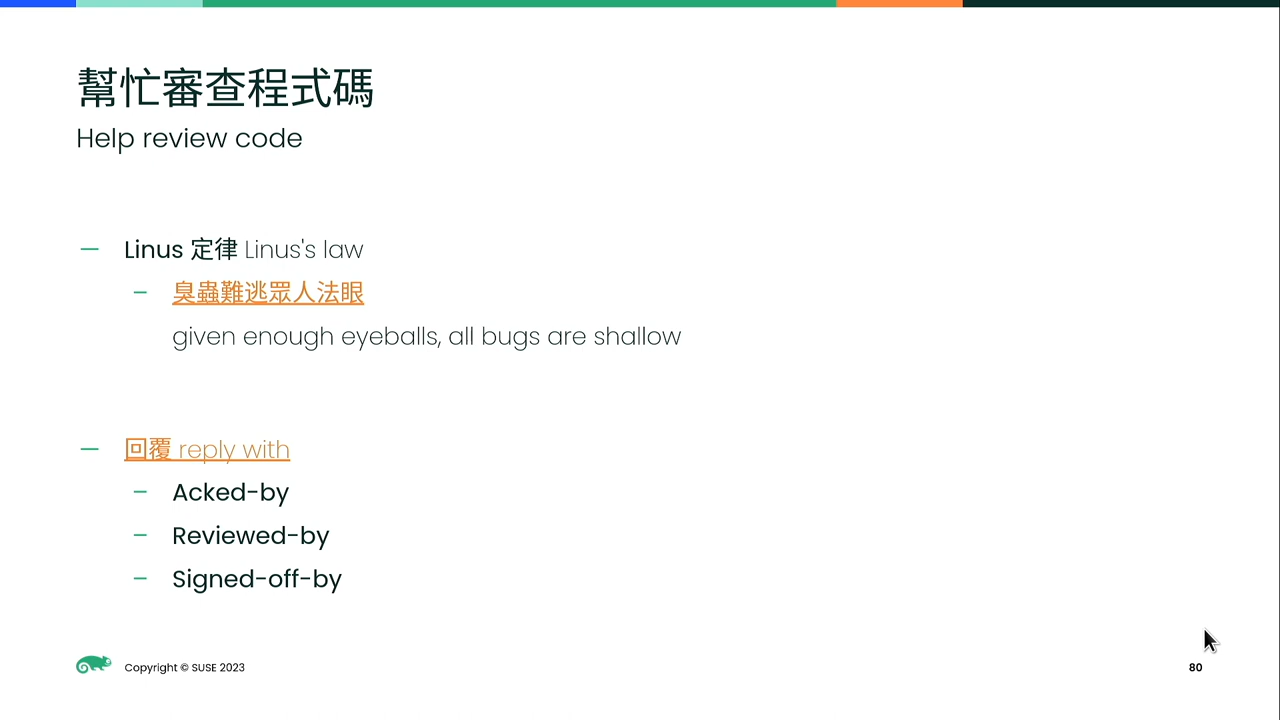 幫忙審查程式碼
Help review code
Linus 定律 Linus's law
臭蟲難逃眾人法眼
given enough eyeballs, all bugs are shallow
回覆 reply with
Acked-by
Reviewed-by
Signed-off-by
Copyright © SUSE 2023
80